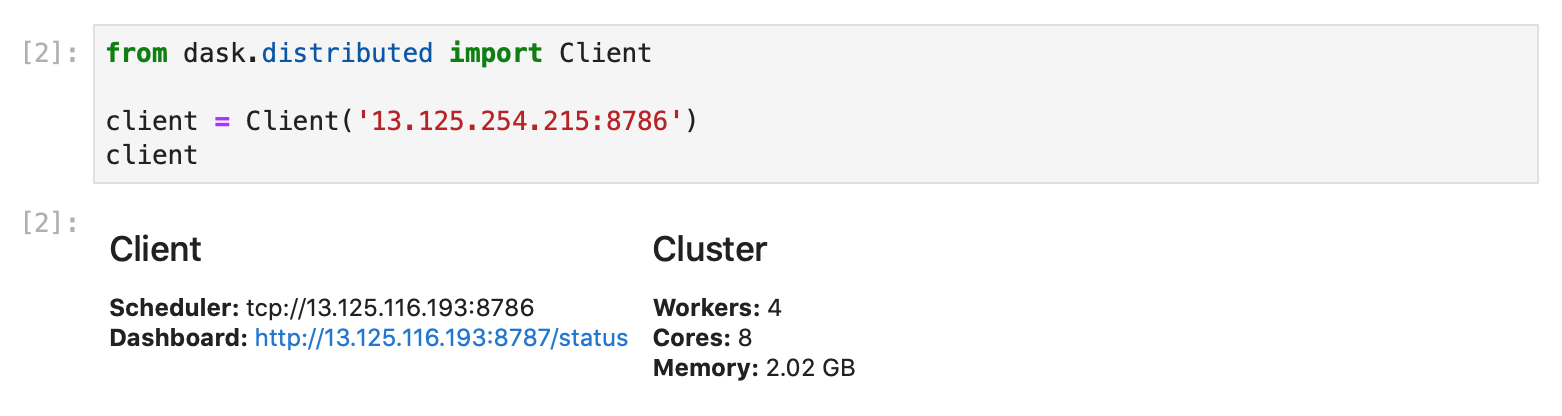 [2]: from dask.distributed import Client
client = Client('13.125.254.215:8786')
client
[2]:
Client
Scheduler: tcp://13.125.116.193:8786
Dashboard: http://13.125.116.193:8787/status
Cluster
Workers: 4
Cores: 8
Memory: 2.02 GB